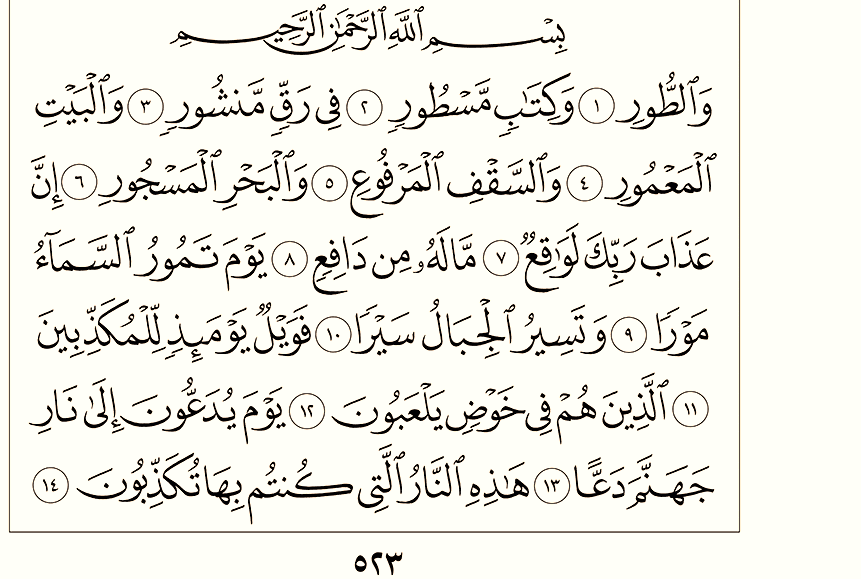 بِسْمِ ٱللَّهِ ٱلرَّحْمَٰنِ ٱلرَّحِيمِ
وَٱلطُّورِ ١ وَكِتَٰبٍ مَّسْطُورٍ ٢ فِى رَقٍّ مَّنشُورٍ ٣ وَٱلْبَيْتِ
ٱلْمَعْمُورِ ٤ وَٱلسَّقْفِ ٱلْمَرْفُوعِ ٥ وَٱلْبَحْرِ ٱلْمَسْجُورِ ٦ إِنَّ
عَذَابَ رَبِّكَ لَوَٰقِعٌ ٧ مَّالَهُۥ مِن دَافِعٍ ٨ يَوْمَ تَمُورُ ٱلسَّمَآءُ
مَوْرًا ٩ وَتَسِيرُ ٱلْجِبَالُ سَيْرًا ١٠ فَوَيْلٌ يَوْمَئِذٍ لِّلْمُكَذِّبِينَ
١١ ٱلَّذِينَ هُمْ فِى خَوْضٍ يَلْعَبُونَ ١٢ يَوْمَ يُدَعُّونَ إِلَىٰ نَارِ
جَهَنَّمَ دَعًّا ١٣ هَٰذِهِ ٱلنَّارُ ٱلَّتِى كُنتُم بِهَا تُكَذِّبُونَ ١٤
٥٢٣